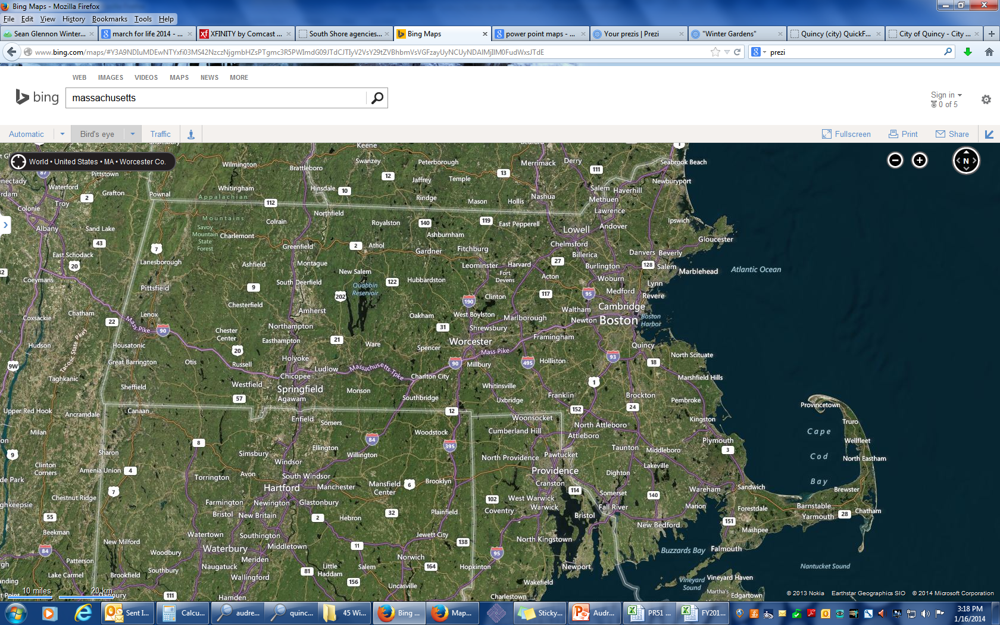 Bing Maps - Mozilla Firefox
File Edit View History Bookmarks Tools Help
Sean Glennon Winter...
march for life 2014 - ...
XFINITY by Comcast ...
South Shore agencies...
Bing Maps
power point maps - ...
Your prezis | Prezi
"Winter Gardens"
Quincy (city) QuickF...
City of Quincy - City ...
prezi
WEB IMAGES VIDEOS MAPS NEWS MORE
bing
massachusetts
Sign in
0 of 5
Automatic Bird's eye Traffic
Fullscreen Print Share
World • United States • MA • Worcester Co.
N
Keene
Wilmington
Brattleboro
Swanzey
Peterborough
Merrimack
Derry
Seabrook Beach
Pittstown
Waterford
Grafton
Pownal
Whitingham
Appalachian
Mountains
Hinsdale
Jaffrey
Temple
Rindge
Mason
Hollis
Nashua
Salem
Haverhill
Newburyport
Methuen
Lawrence
Troy
Colonie
Albany
Sand Lake
Savoy
Mountain
State
Forest
Charlemont
Colrain
Northfield
Royalston
Ashburnham
East Pepperell
Lowell
Andover
Ipswich
Gloucester
East Schodack
Lanesborough
Greenfield
Athol
Gardner
Fitchburg
Chelmsford
Billerica
Danvers
Beverly
Coeymans
Ashfield
Montague
New Salem
Leominster
Harvard
Fort
Devens
Burlington
Salem
Marblehead
Atlantic Ocean
Pittsfield
South Deerfield
Quabbin
Reservoir
Hubbardston
Acton
Woburn
Lynn
Medford
Revere
Chesterfield
Clinton
Chatham
Coxsackie
Lenox
Amherst
Oakham
West Boylston
Marlborough
Waltham
Cambridge
Newton
Boston
Boston
Harbor
Mass Pike
Chester
Center
Northampton
Shrewsbury
Framingham
Hudson
Housatonic
Easthampton
Ware
Spencer
Worcester
Mass Pike
Quincy
Taconic State Pkwy
Great Barrington
Otis
Russell
Holyoke
Chicopee
Ludlow
Massachusetts Tpke
Millbury
Holliston
North Scituate
Taghkanic
Sheffield
Westfield
Springfield
Agawam
Monson
Charlton City
Southbridge
Whitinsville
Uxbridge
Franklin
Brockton
Marshfield Hills
Pembroke
Upper Red Hook
Ancramdale
Canaan
Enfield
Somers
Woonsocket
North Attleboro
Kingston
Provincetown
Truro
Milan
Woodstock
Cumberland Hill
Attleboro
Plymouth
Cape
Cod
Bay
Wellfleet
Sharon
Simsbury
Ellington
Willington
North Providence
Pawtucket
Taunton
Middleboro
North Eastham
Clinton
Corners
Amenia Union
Windsor
Lakeville
Torrington
Avon
South Windsor
Hartford
Manchester
Mansfield
Center
Brooklyn
Providence
Cranston
Dighton
Wareham
Sandwich
Brewster
Chestnut Ridge
Farmington
Newington
Glastonbury
West Warwick
Warwick
Somerset
Fall River
Marion
Forestdale
Barnstable
Yarmouth
Chatham
Bristol
New Britain
Hebron
Plainfield
Coventry
Bristol
New Bedford
Mashpee
Beekman
New Milford
Watertown
Southington
Jewett City
North Kingstown
Waterbury
Middletown
Buzzards Bay
Falmouth
Woodbury
Patterson
Naugatuck
Meriden
Little
Haddam
Salem
Norwich
Hopkinton
Newport
Nantucket Sound
Lake Carmel
Brookfield
Southbury
Wallingford
Uncasville
Wakefield
Vineyard
Sound
Vineyard Haven
Martha's
Edgartown
Danbury
Hamden
Charlestown
10 miles
20 km
© 2013 Nokia Earthstar Geographics SIO © 2014 Microsoft Corporation
Sent I...
Calcu...
audre...
quinc...
45 Wi...
Bing ...
Map...
Sticky...
Audr...
PR51 ...
FY201...
3:18 PM
1/16/2014